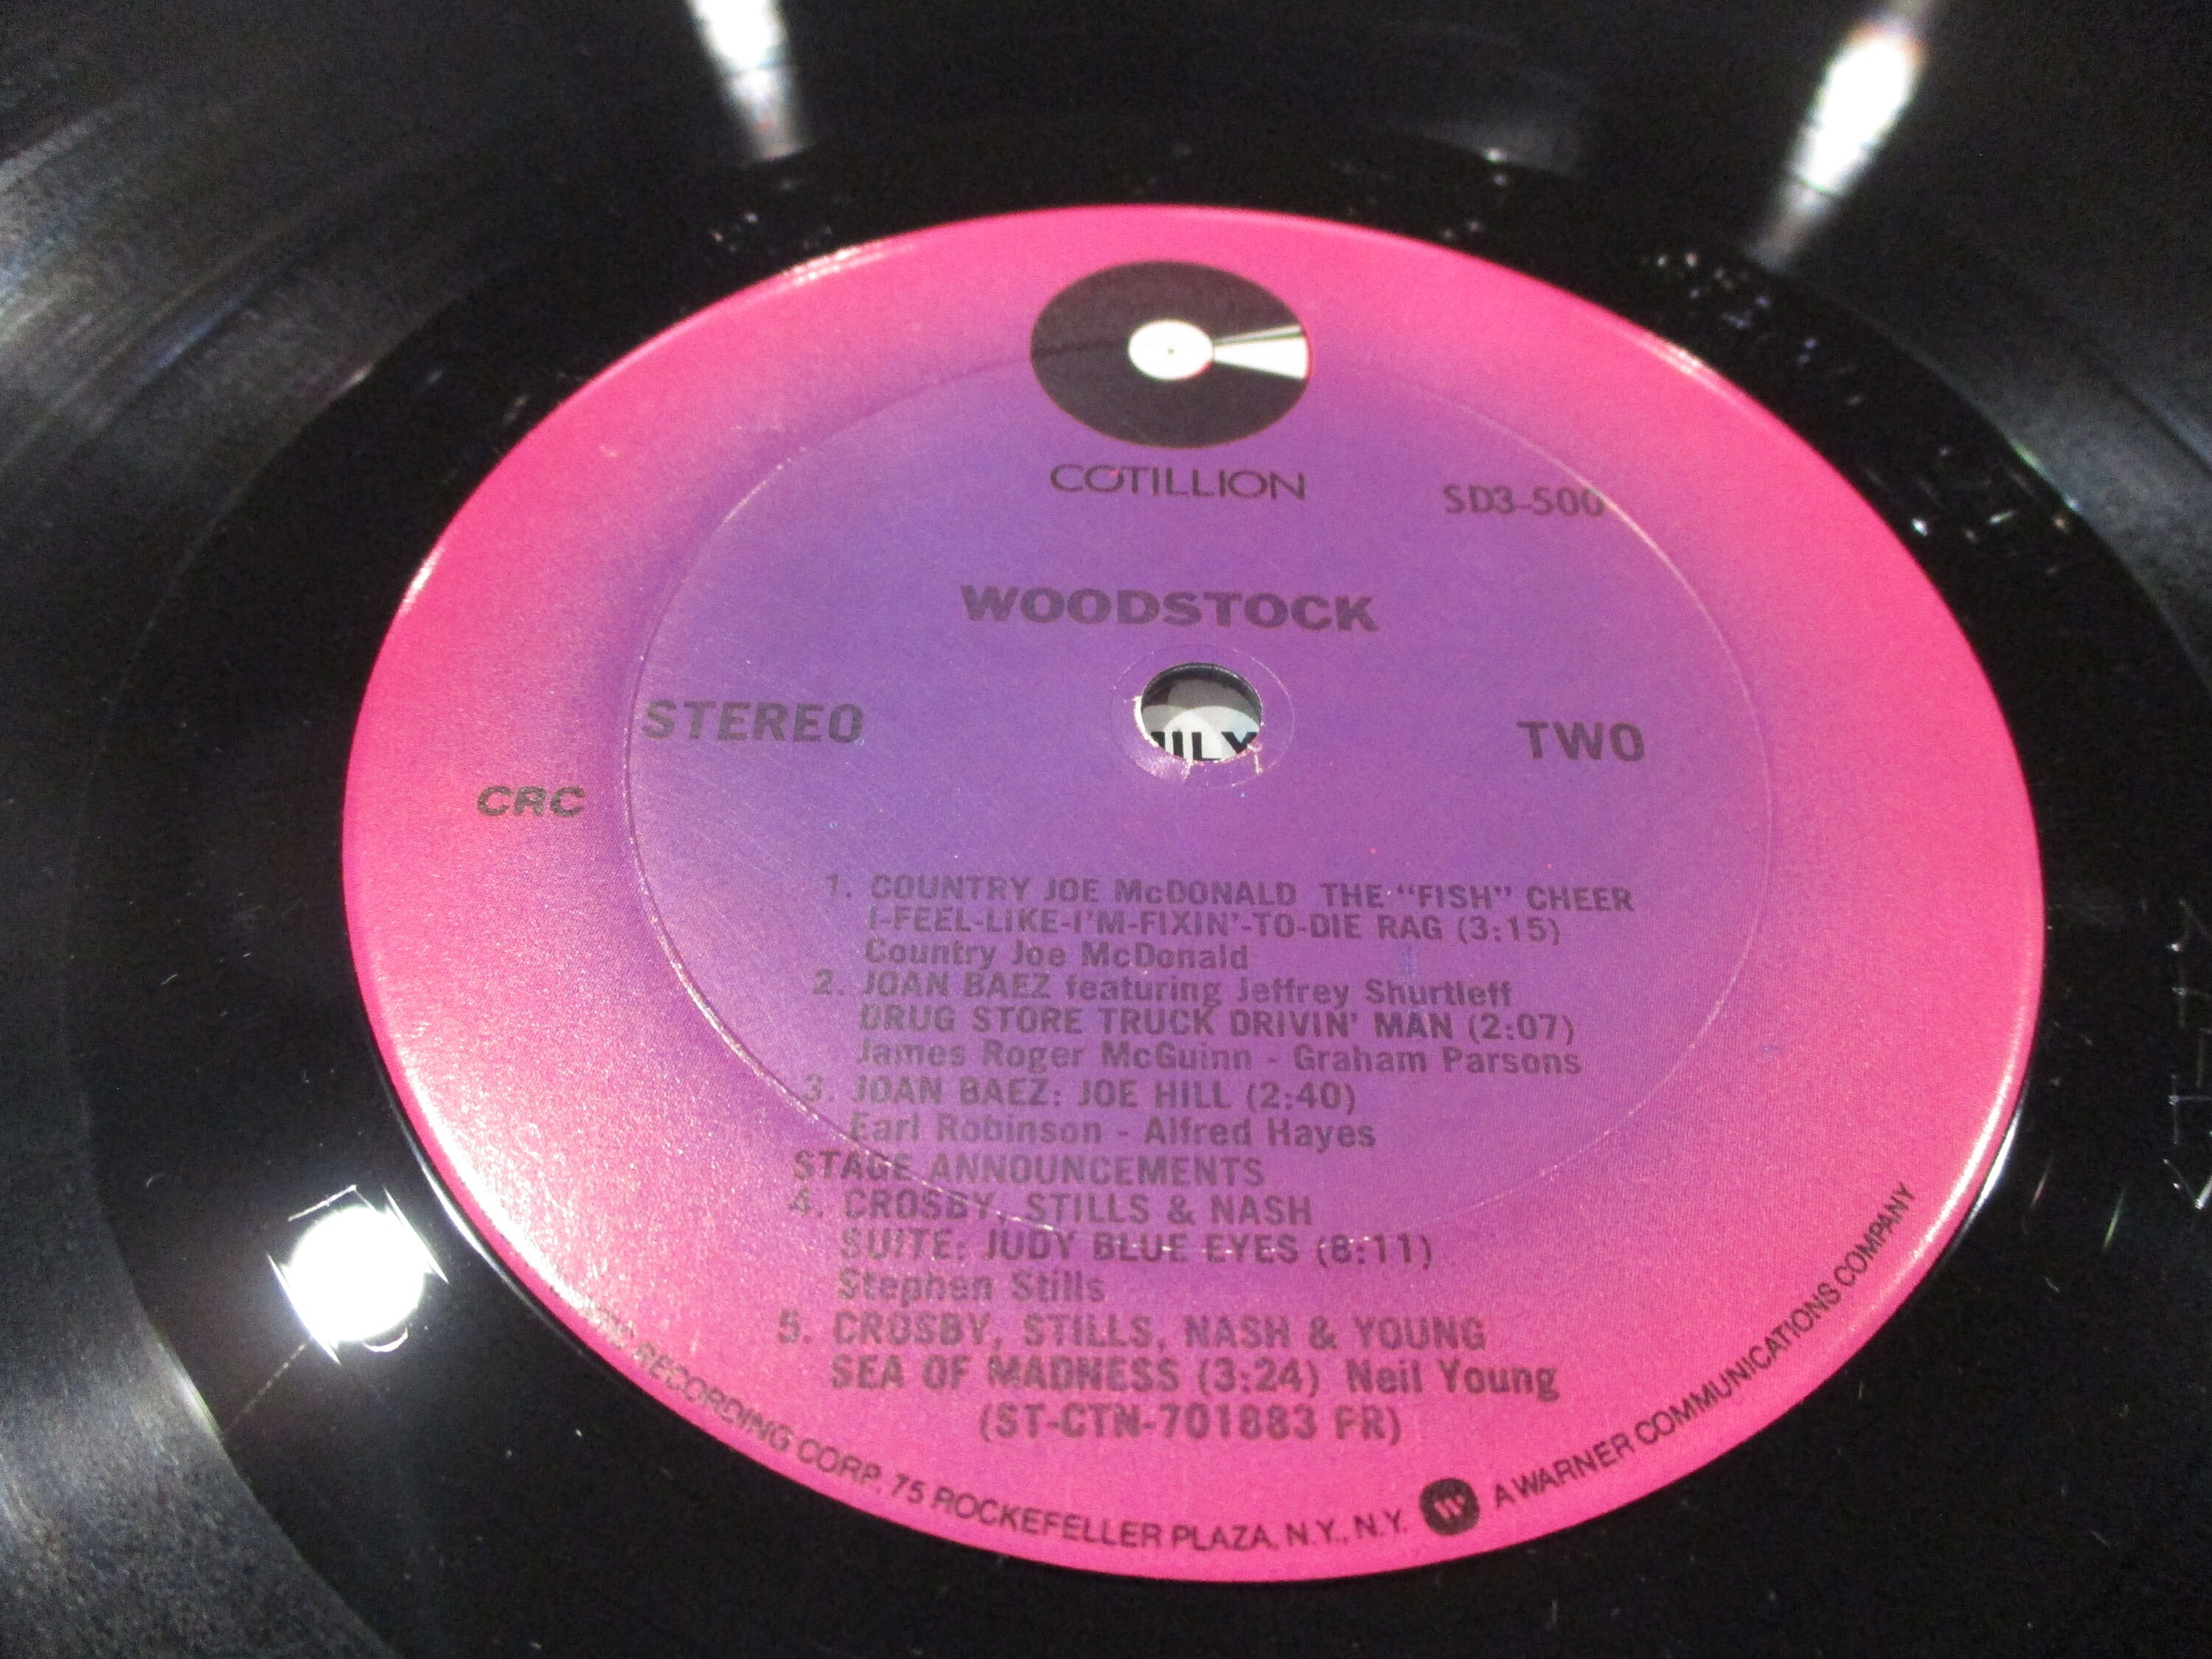 COTILLION
SD3-500
WOODSTOCK
STEREO
TWO
CRC
1. COUNTRY JOE McDONALD THE "FISH" CHEER
I-FEEL-LIKE-I'M-FIXIN'-TO-DIE RAG (3:15)
Country Joe McDonald
2. JOAN BAEZ featuring Jeffrey Shurtleff
DRUG STORE TRUCK DRIVIN' MAN (2:07)
James Roger McGuinn - Graham Parsons
3. JOAN BAEZ: JOE HILL (2:40)
Earl Robinson - Alfred Hayes
STAGE ANNOUNCEMENTS
4. CROSBY, STILLS & NASH
SUITE: JUDY BLUE EYES (8:11)
Stephen Stills
5. CROSBY, STILLS, NASH & YOUNG
SEA OF MADNESS (3:24) Neil Young
(ST-CTN-701883 PR)
RECORDING CORP. 75 ROCKEFELLER PLAZA, N.Y., N.Y. W A WARNER COMMUNICATIONS COMPANY